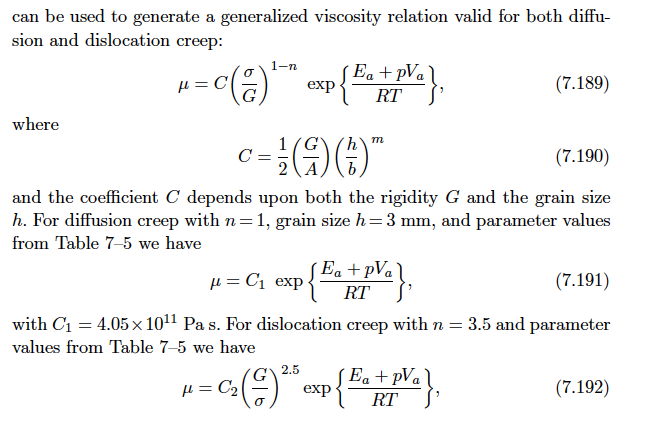 can be used to generate a generalized viscosity relation valid for both diffu-
sion and dislocation creep:
μ = C(σ/G)^{1−n} exp{(E_a + pV_a)/RT}, (7.189)
where
C = 1/2 (G/A)(h/b)^m (7.190)
and the coefficient C depends upon both the rigidity G and the grain size
h. For diffusion creep with n = 1, grain size h = 3 mm, and parameter values
from Table 7–5 we have
μ = C_1 exp{(E_a + pV_a)/RT}, (7.191)
with C_1 = 4.05 × 10^{11} Pa s. For dislocation creep with n = 3.5 and parameter
values from Table 7–5 we have
μ = C_2(G/σ)^{2.5} exp{(E_a + pV_a)/RT}, (7.192)